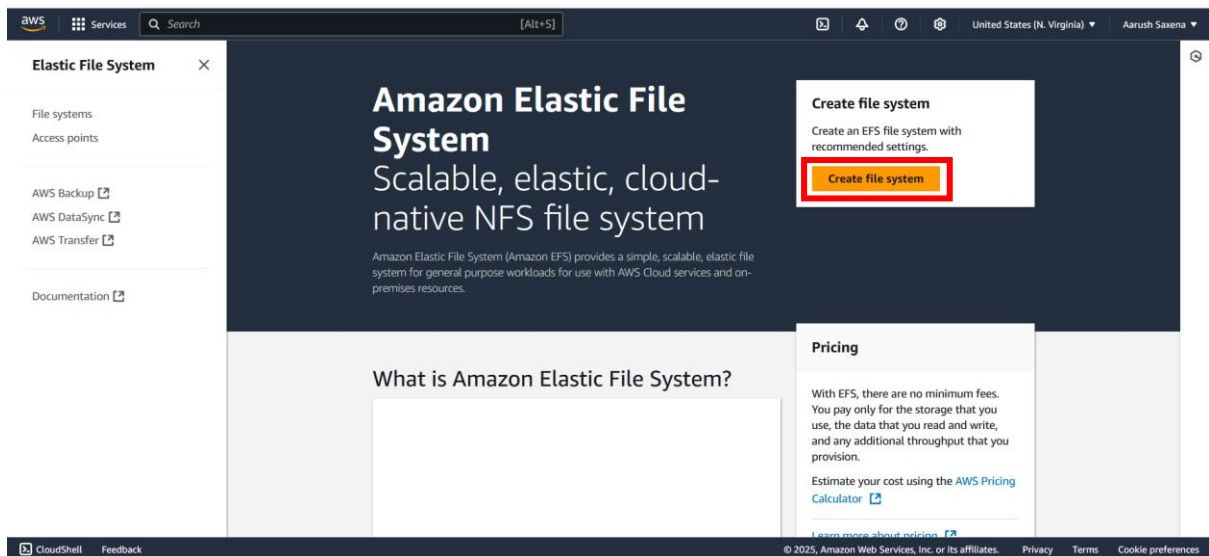 aws Services Search [Alt+S] United States (N. Virginia) Aarush Saxena
Elastic File System
File systems
Access points
AWS Backup
AWS DataSync
AWS Transfer
Documentation
Amazon Elastic File
System
Scalable, elastic, cloud-
native NFS file system
Amazon Elastic File System (Amazon EFS) provides a simple, scalable, elastic file
system for general purpose workloads for use with AWS Cloud services and on-
premises resources.
Create file system
Create an EFS file system with
recommended settings.
Create file system
What is Amazon Elastic File System?
Pricing
With EFS, there are no minimum fees.
You pay only for the storage that you
use, the data that you read and write,
and any additional throughput that you
provision.
Estimate your cost using the AWS Pricing
Calculator
Learn more about pricing
CloudShell Feedback © 2025, Amazon Web Services, Inc. or its affiliates. Privacy Terms Cookie preferences